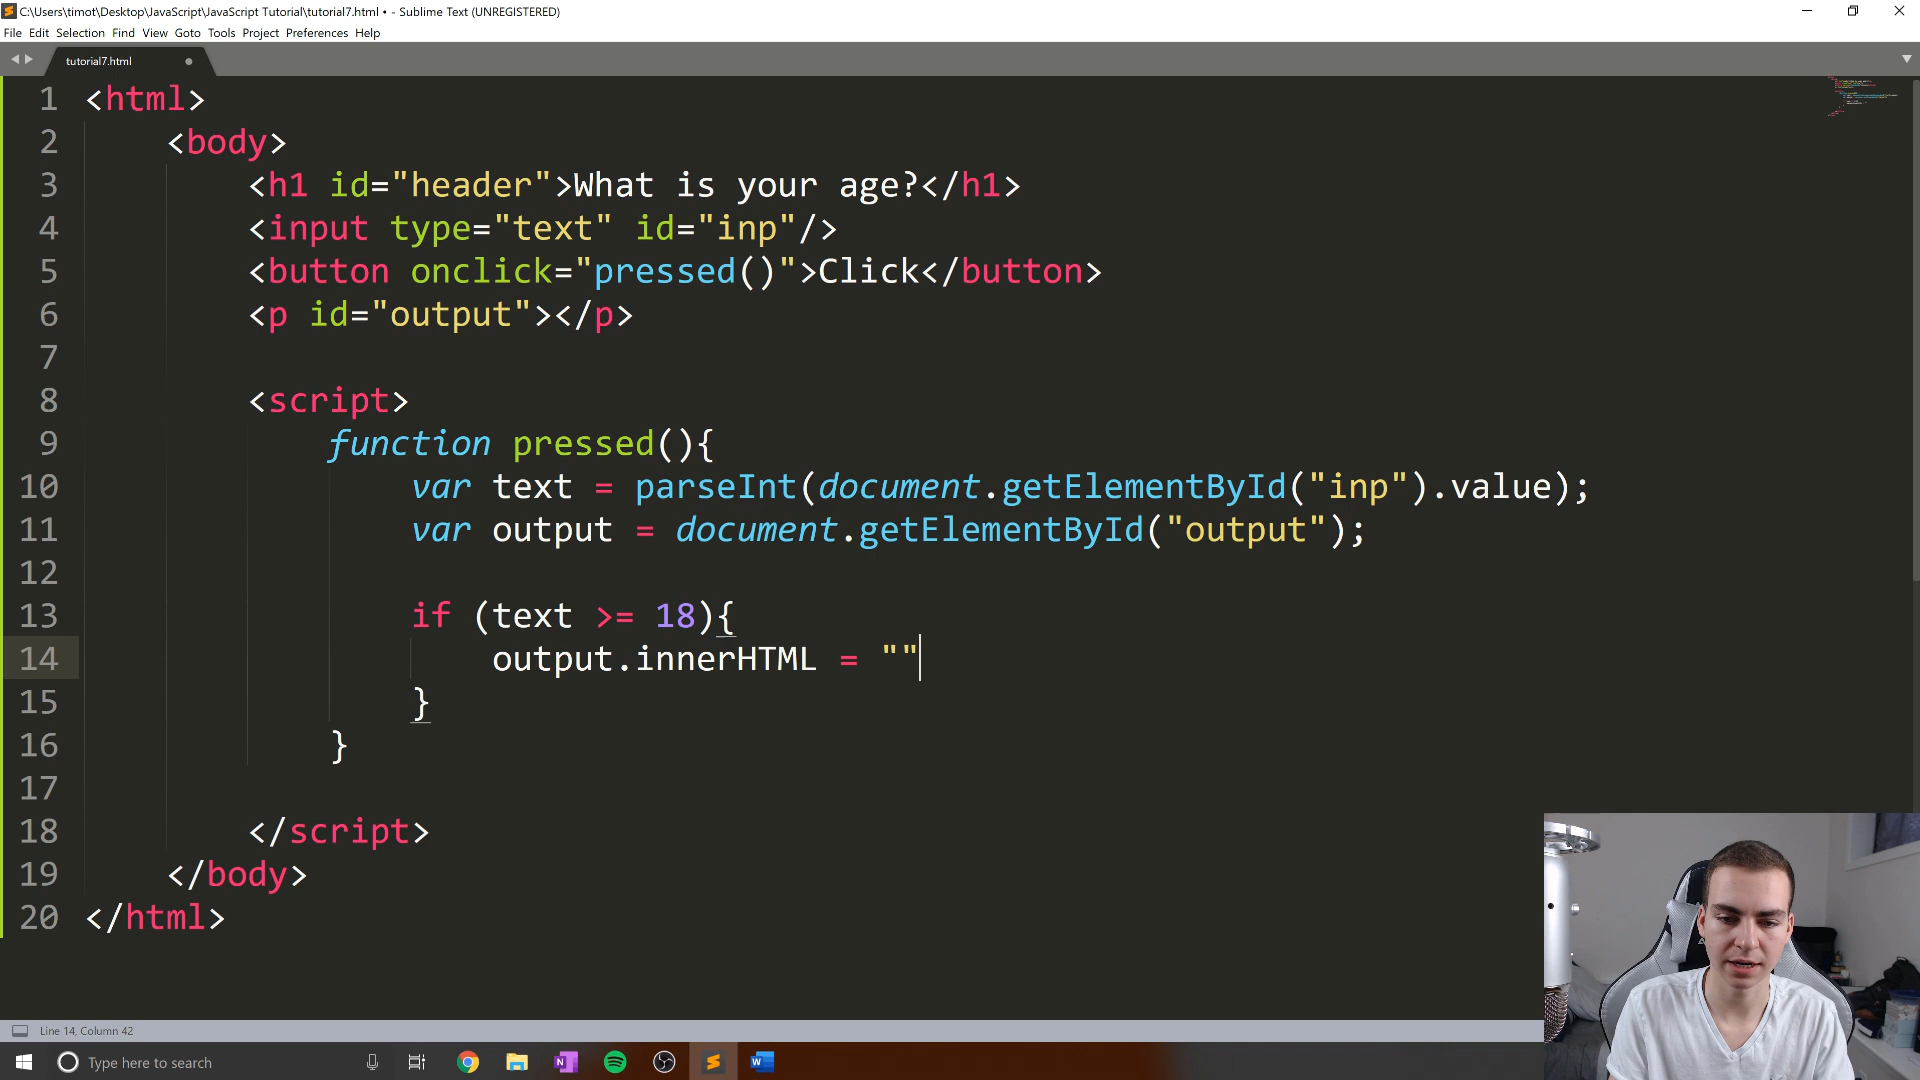 C:\Users\timot\Desktop\JavaScript\JavaScript Tutorial\tutorial7.html • - Sublime Text (UNREGISTERED)
File Edit Selection Find View Goto Tools Project Preferences Help
tutorial7.html
1 <html>
2 <body>
3 <h1 id="header">What is your age?</h1>
4 <input type="text" id="inp"/>
5 <button onclick="pressed()">Click</button>
6 <p id="output"></p>
7
8 <script>
9 function pressed(){
10 var text = parseInt(document.getElementById("inp").value);
11 var output = document.getElementById("output");
12
13 if (text >= 18){
14 output.innerHTML = ""
15 }
16 }
17
18 </script>
19 </body>
20 </html>
Line 14, Column 42
Type here to search